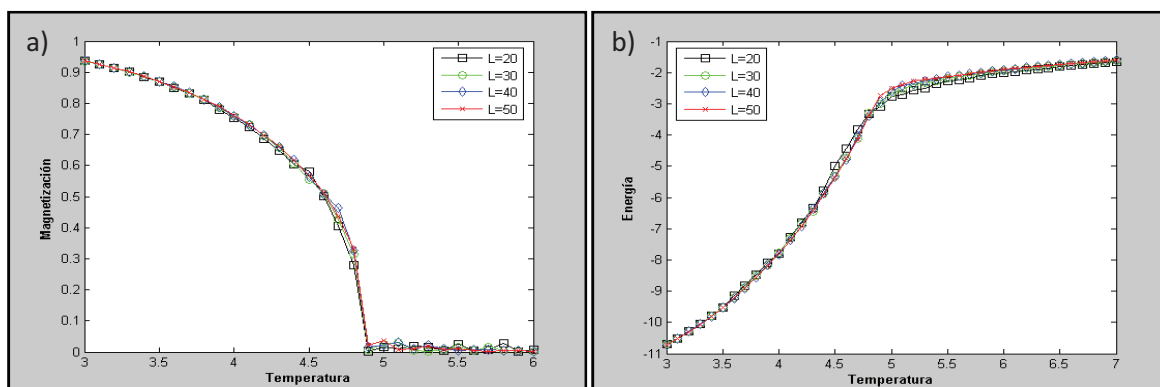 a)
1
0.9
0.8
0.7
0.6
0.5
0.4
0.3
0.2
0.1
0
Magnetización
3
3.5
4
4.5
5
5.5
6
Temperatura
L=20
L=30
L=40
L=50
b)
-1
-2
-3
-4
-5
-6
-7
-8
-9
-10
-11
Energía
3
3.5
4
4.5
5
5.5
6
6.5
7
Temperatura
L=20
L=30
L=40
L=50